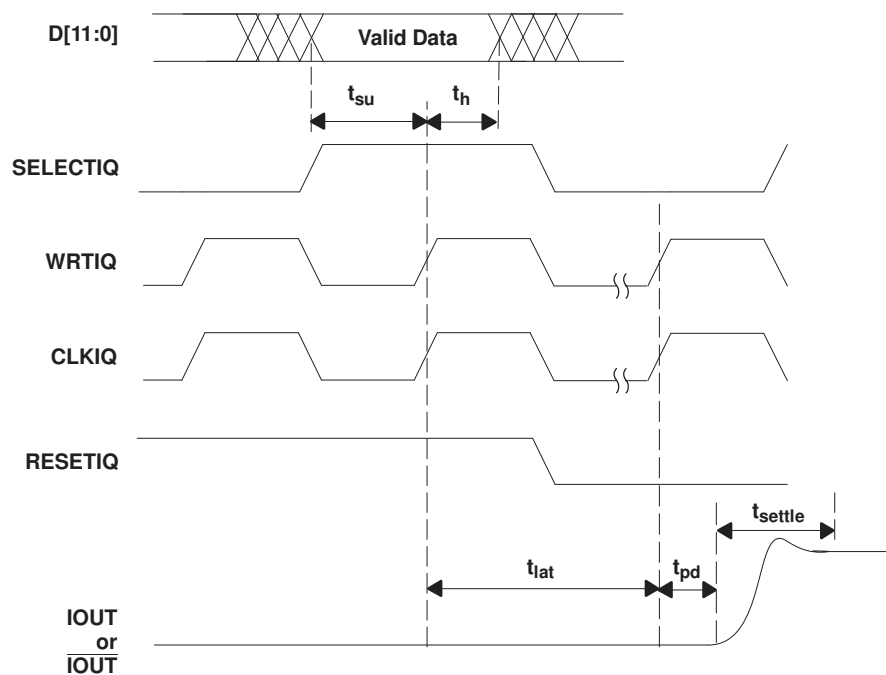 D[11:0]
Valid Data
tsu
th
SELECTIQ
WRTIQ
CLKIQ
RESETIQ
tsettle
tlat
tpd
IOUT
or
IOUT